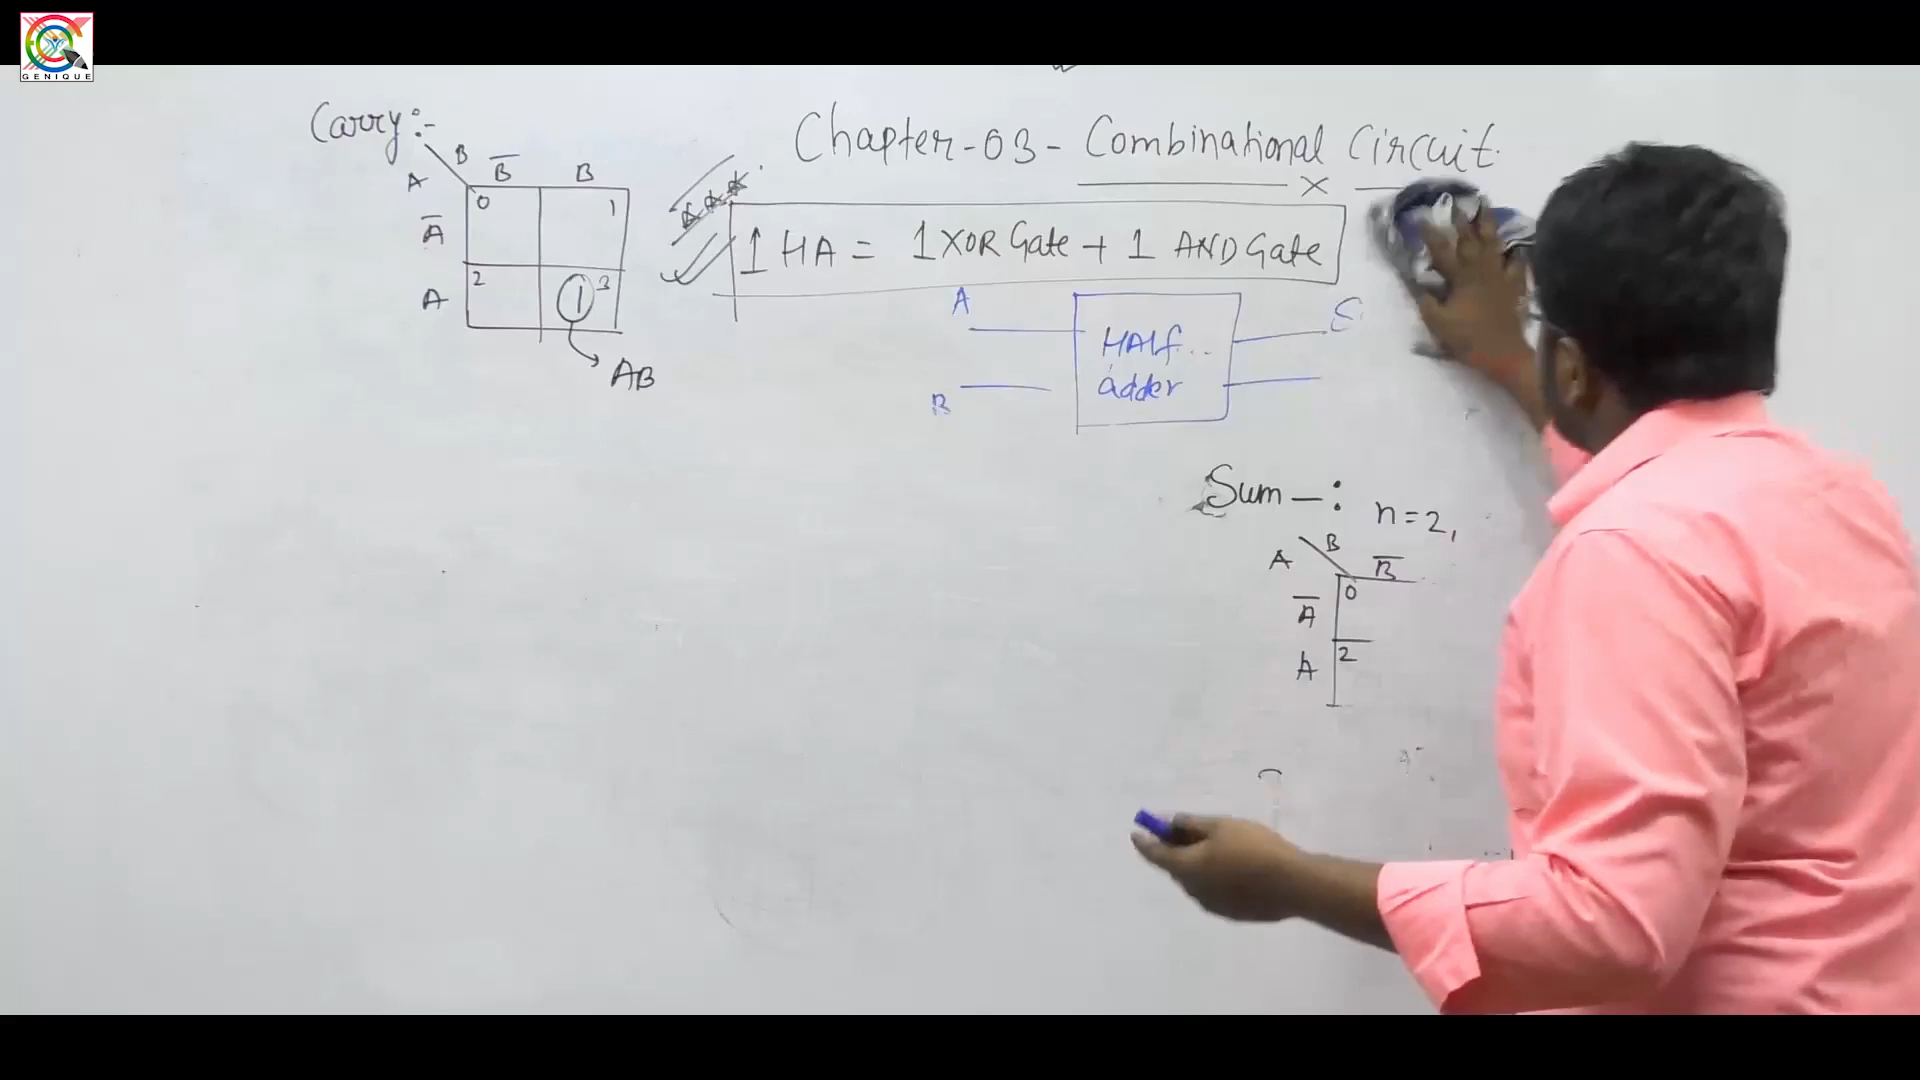 GENIQUE
Carry :-
A B B̅ B
A̅ 0 1
A 2 1 3
AB
Chapter-03- Combinational Circuit
1 HA = 1 XOR Gate + 1 AND Gate
A
B
HALf..
adder
S
Sum - :
n=2,
A B B̅
A̅ 0
A 2